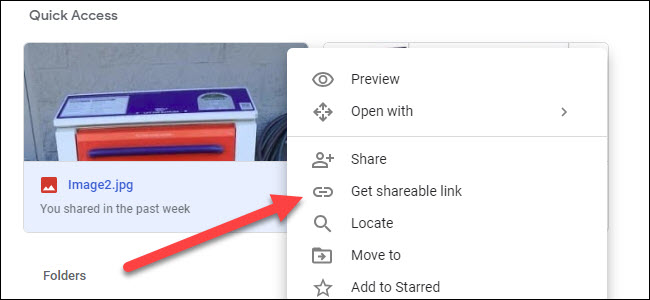 Quick Access
Preview
Open with
Share
Get shareable link
Locate
Move to
Add to Starred
Image2.jpg
You shared in the past week
Folders